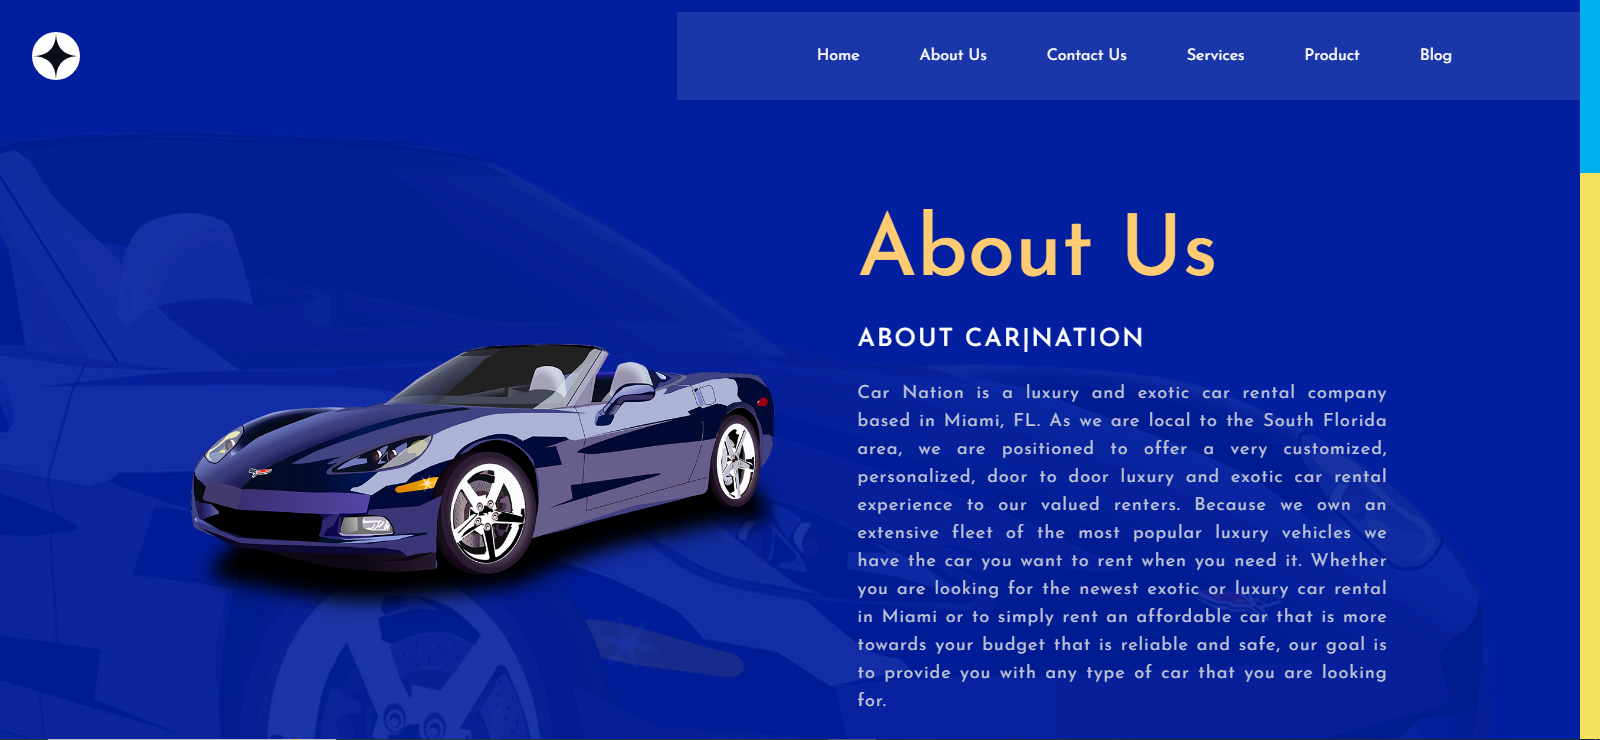 Home About Us Contact Us Services Product Blog
About Us
ABOUT CAR|NATION
Car Nation is a luxury and exotic car rental company
based in Miami, FL. As we are local to the South Florida
area, we are positioned to offer a very customized,
personalized, door to door luxury and exotic car rental
experience to our valued renters. Because we own an
extensive fleet of the most popular luxury vehicles we
have the car you want to rent when you need it. Whether
you are looking for the newest exotic or luxury car rental
in Miami or to simply rent an affordable car that is more
towards your budget that is reliable and safe, our goal is
to provide you with any type of car that you are looking
for.